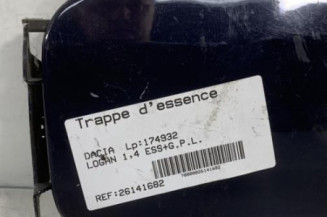 Trappe d'essence
DACIA Lp:174932
LOGAN 1.4 ESS+G.P.L.
REF:26141682